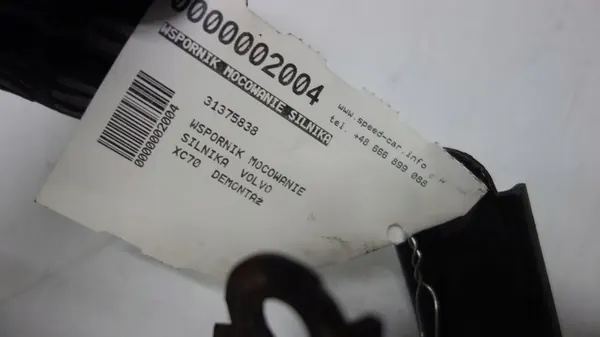 0000002004
WSPORNIK MOCOWANIE SILNIKA
www.speed-car.info
tel. +48 666 899 088
31375838
WSPORNIK MOCOWANIE
SILNIKA VOLVO
XC70 DEMONTAŻ
0000002004